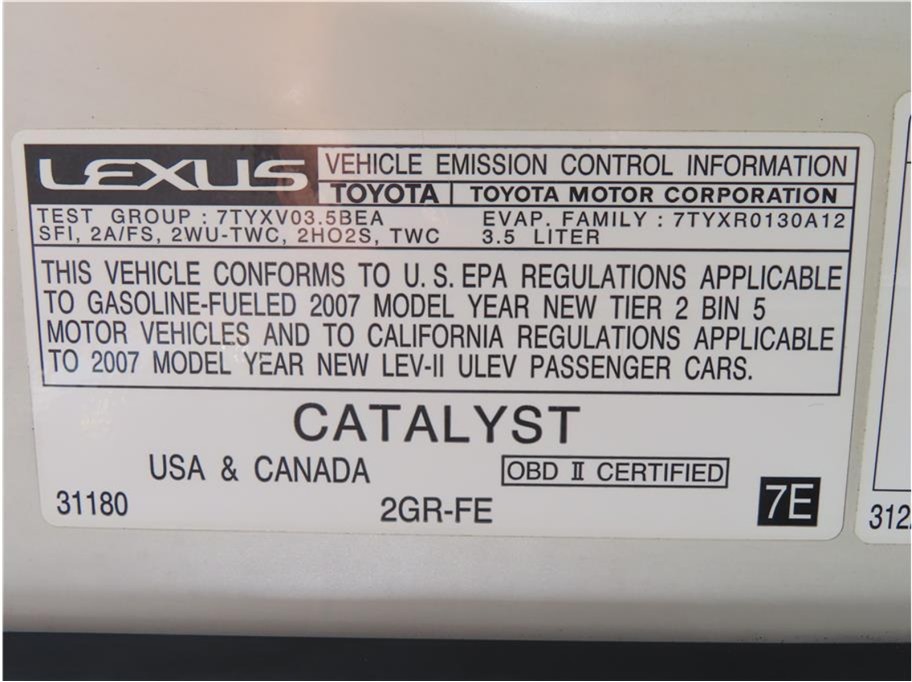 LEXUS VEHICLE EMISSION CONTROL INFORMATION
TOYOTA TOYOTA MOTOR CORPORATION
TEST GROUP : 7TYXV03.5BEA EVAP. FAMILY : 7TYXR0130A12
SFI, 2A/FS, 2WU-TWC, 2HO2S, TWC 3.5 LITER
THIS VEHICLE CONFORMS TO U.S. EPA REGULATIONS APPLICABLE
TO GASOLINE-FUELED 2007 MODEL YEAR NEW TIER 2 BIN 5
MOTOR VEHICLES AND TO CALIFORNIA REGULATIONS APPLICABLE
TO 2007 MODEL YEAR NEW LEV-II ULEV PASSENGER CARS.
CATALYST
USA & CANADA OBD II CERTIFIED
31180 2GR-FE 7E